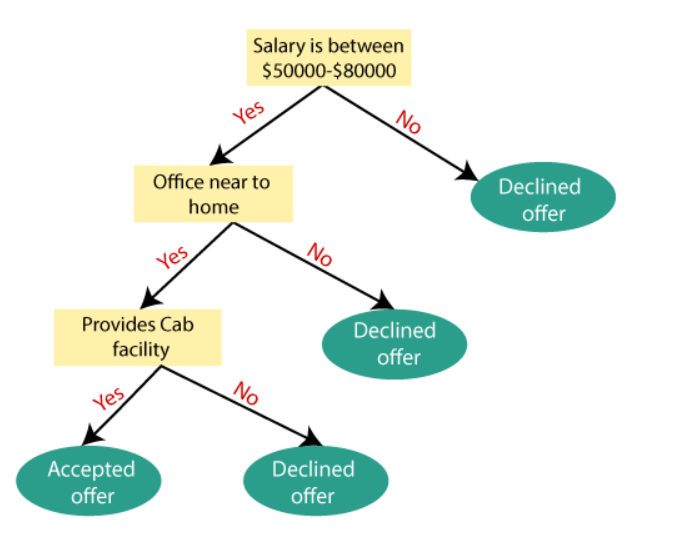 Salary is between
$50000-$80000
Yes
No
Office near to
home
Declined
offer
Yes
No
Provides Cab
facility
Declined
offer
Yes
No
Accepted
offer
Declined
offer